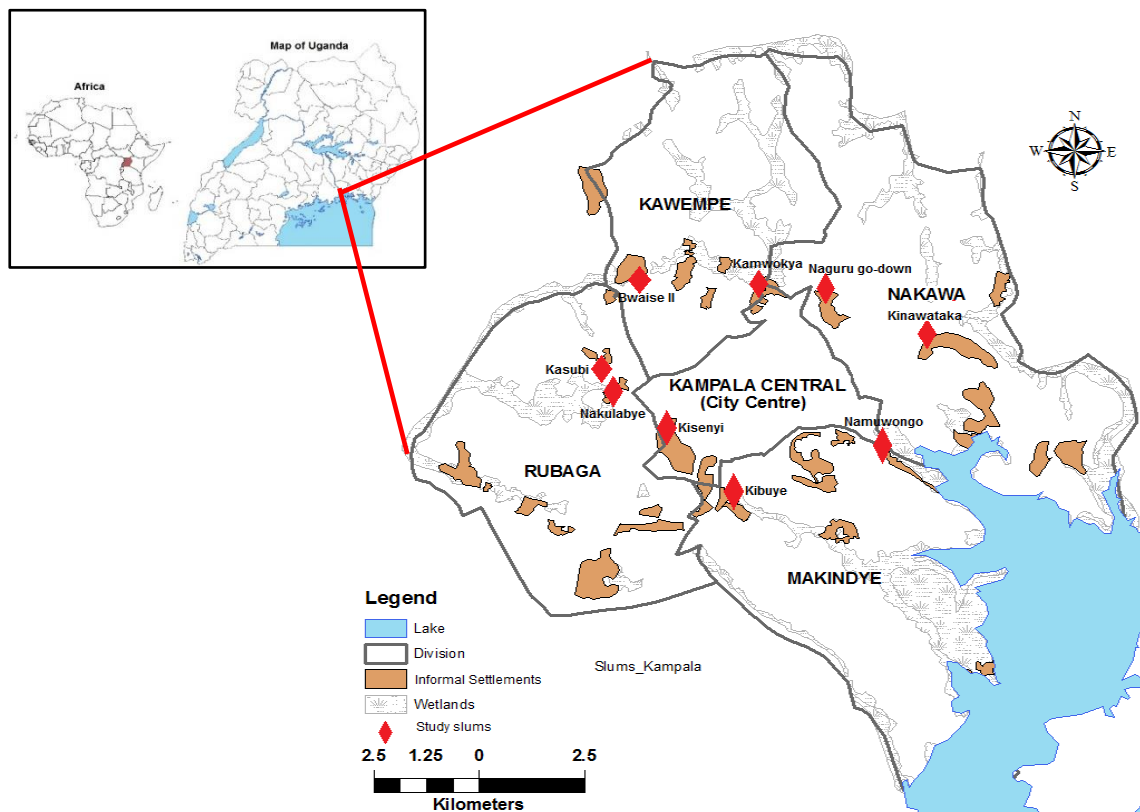 Map of Uganda
Africa
N
W
E
S
KAWEMPE
Kamwokya
Naguru go-down
Bwaise II
NAKAWA
Kinawataka
Kasubi
KAMPALA CENTRAL
(City Centre)
Nakulabye
Kisenyi
Namuwongo
RUBAGA
Kibuye
MAKINDYE
Legend
Lake
Division
Informal Settlements
Wetlands
Study slums
Slums_Kampala
2.5 1.25 0 2.5
Kilometers